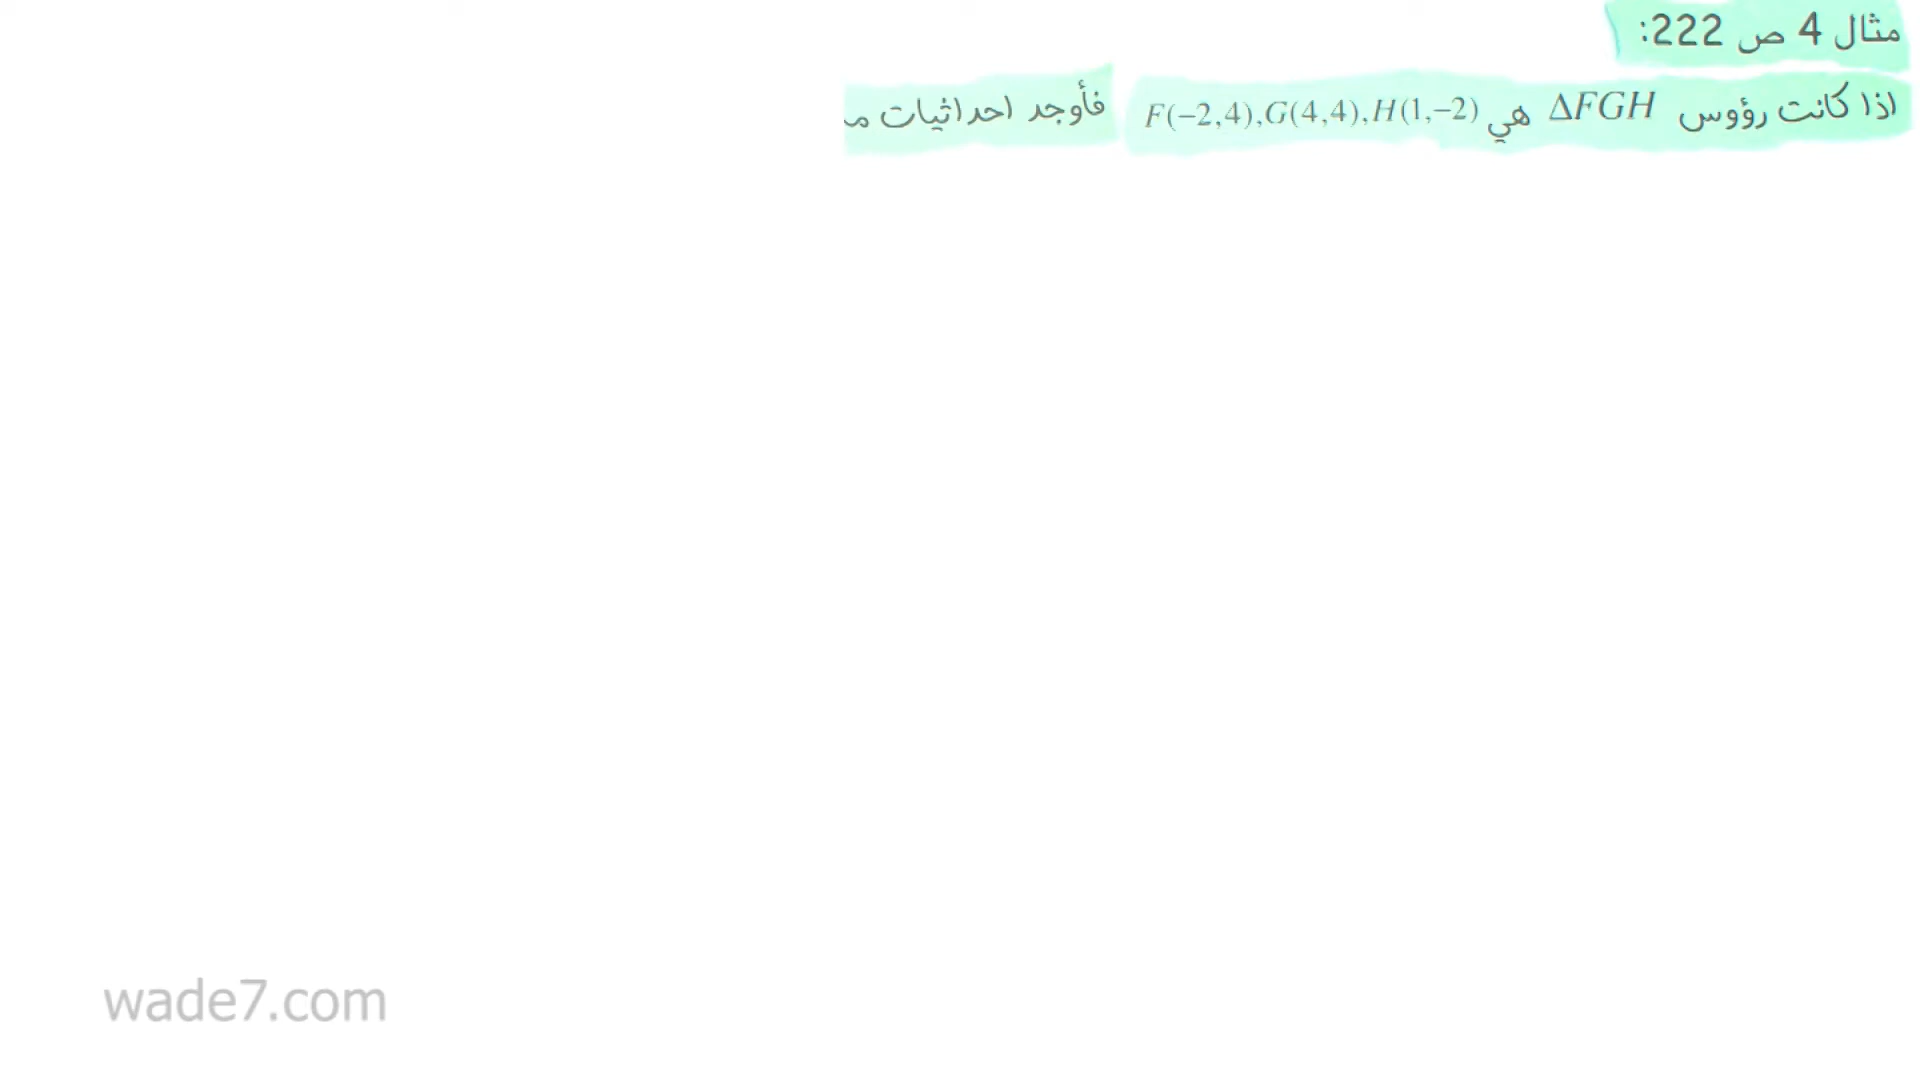 مثال 4 ص 222:
اذا كانت رؤوس ΔFGH هي F(−2,4),G(4,4),H(1,−2) فأوجد احداثيات
wade7.com